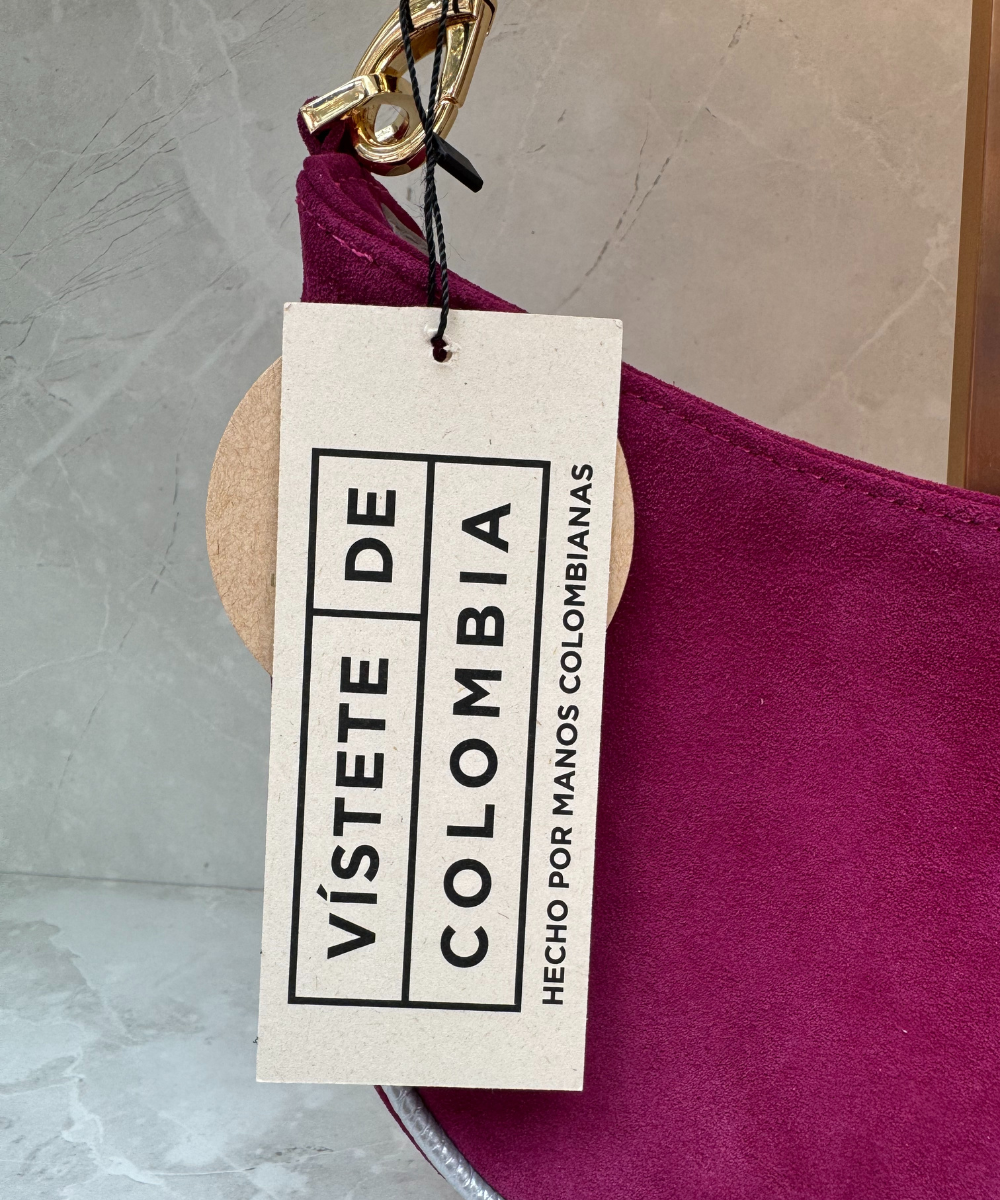 VÍSTETE DE
COLOMBIA
HECHO POR MANOS COLOMBIANAS